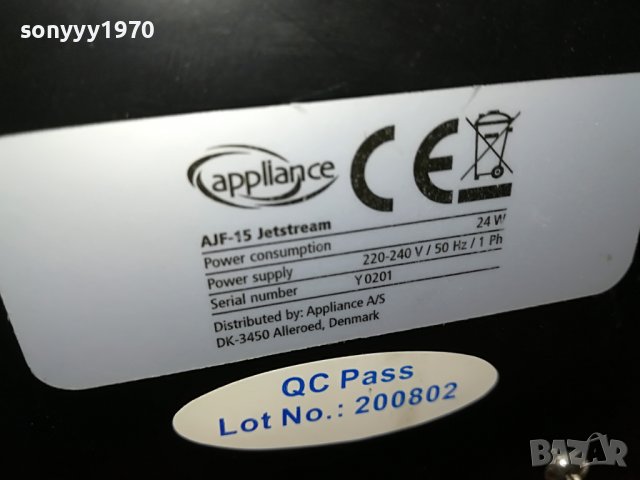 sonyyy1970
appliance CE
AJF-15 Jetstream
Power consumption 24 W
Power supply 220-240 V / 50 Hz / 1 Ph
Serial number Y0201
Distributed by: Appliance A/S
DK-3450 Alleroed, Denmark
QC Pass
Lot No.: 200802
BAZAR